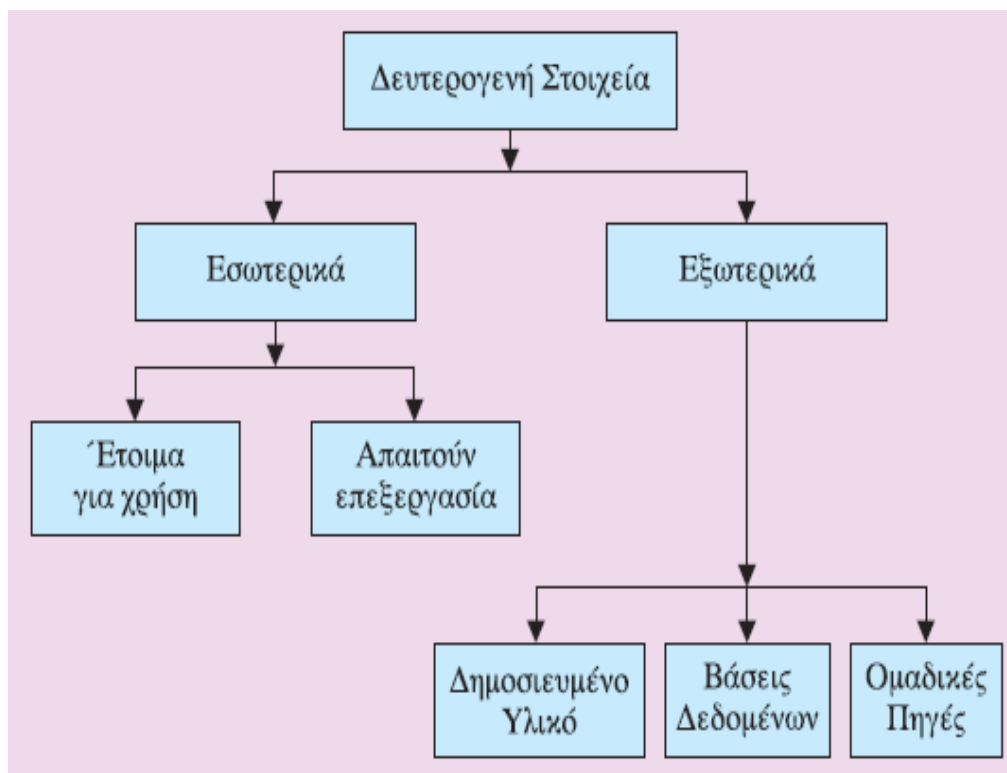 Δευτερογενή Στοιχεία
Εσωτερικά
Εξωτερικά
Έτοιμα
για χρήση
Απαιτούν
επεξεργασία
Δημοσιευμένο
Υλικό
Βάσεις
Δεδομένων
Ομαδικές
Πηγές